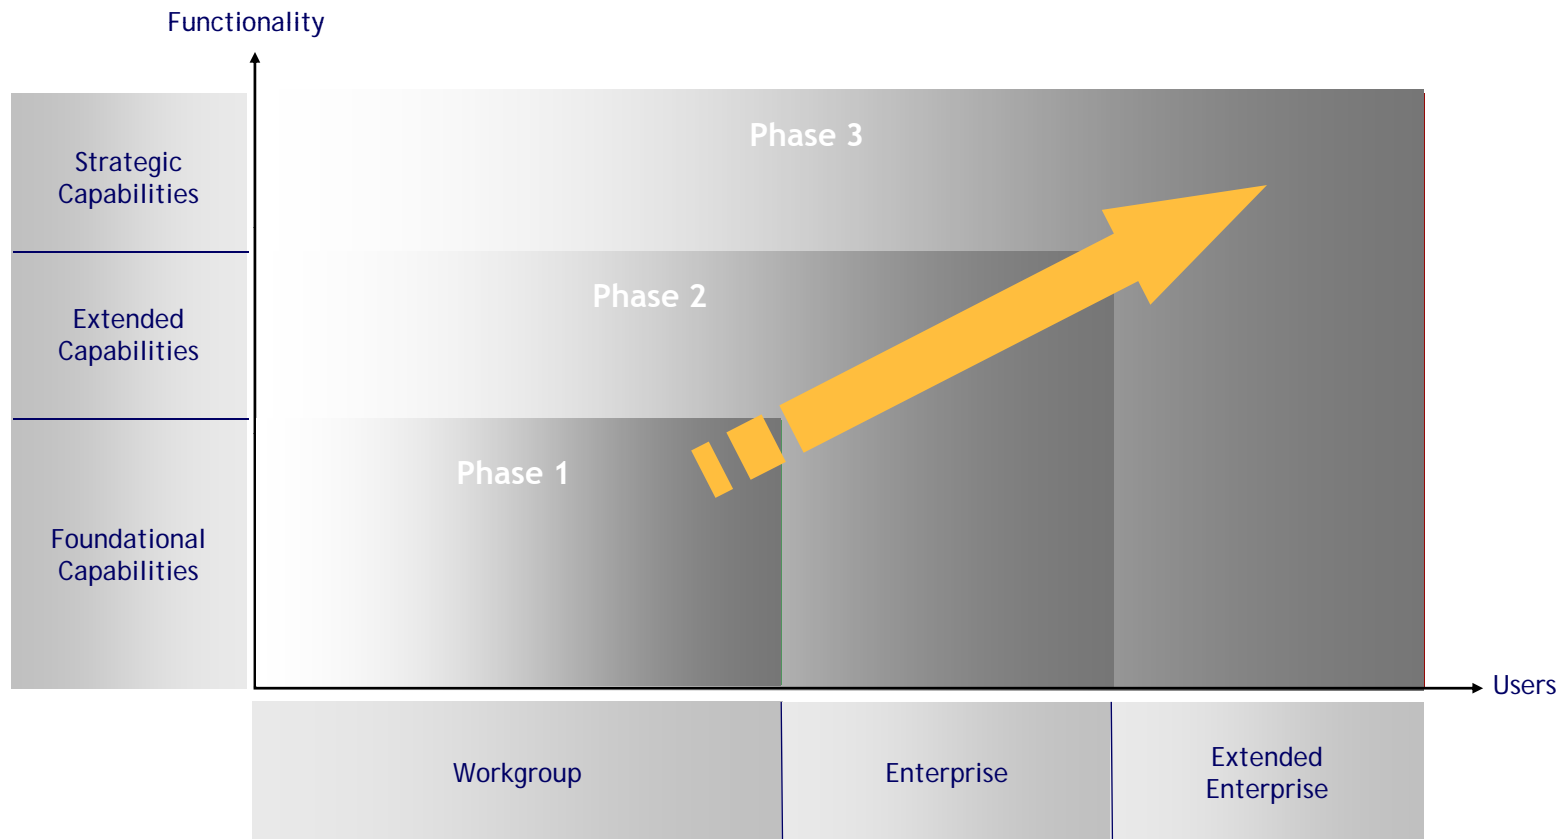 Functionality
Strategic
Capabilities
Phase 3
Extended
Capabilities
Phase 2
Foundational
Capabilities
Phase 1
Users
Workgroup
Enterprise
Extended
Enterprise